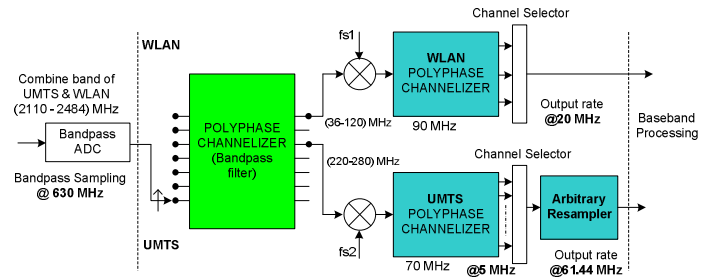 Channel Selector
fs1
WLAN
WLAN
POLYPHASE
CHANNELIZER
Combine band of
UMTS & WLAN
(2110 - 2484) MHz
Bandpass
ADC
Bandpass Sampling
@ 630 MHz
POLYPHASE
CHANNELIZER
(Bandpass
filter)
(36-120) MHz
90 MHz
Output rate
@20 MHz
Baseband
Processing
(220-280) MHz
Channel Selector
UMTS
POLYPHASE
CHANNELIZER
Arbitrary
Resampler
UMTS
fs2
70 MHz
@5 MHz
Output rate
@61.44 MHz